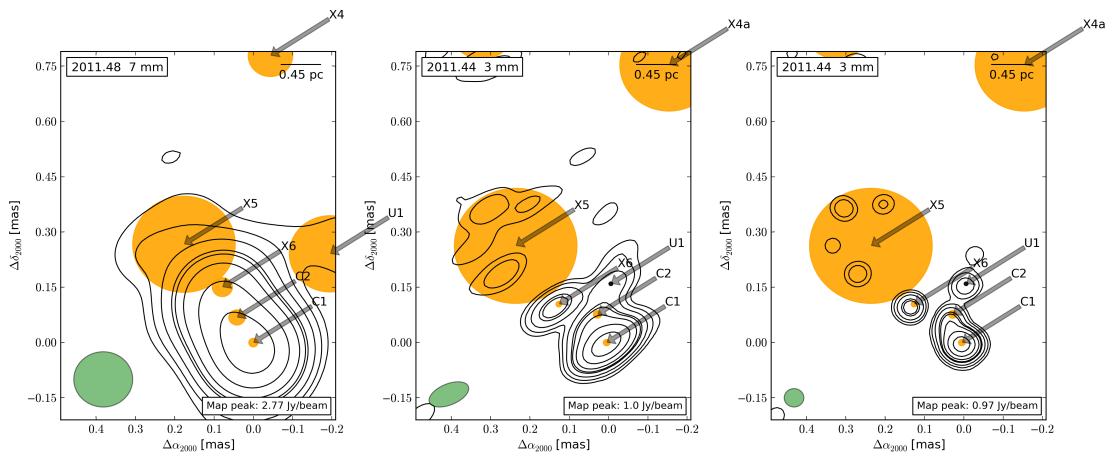 X4
2011.48 7 mm
0.45 pc
X5
U1
X6
C2
C1
Map peak: 2.77 Jy/beam
0.75
0.60
0.45
0.30
0.15
0.00
−0.15
Δδ2000 [mas]
0.4 0.3 0.2 0.1 0.0 −0.1 −0.2
Δα2000 [mas]
X4a
2011.44 3 mm
0.45 pc
X5
U1
X6
C2
C1
Map peak: 1.0 Jy/beam
0.75
0.60
0.45
0.30
0.15
0.00
−0.15
Δδ2000 [mas]
0.4 0.3 0.2 0.1 0.0 −0.1 −0.2
Δα2000 [mas]
X4a
2011.44 3 mm
0.45 pc
X5
U1
X6
C2
C1
Map peak: 0.97 Jy/beam
0.75
0.60
0.45
0.30
0.15
0.00
−0.15
Δδ2000 [mas]
0.4 0.3 0.2 0.1 0.0 −0.1 −0.2
Δα2000 [mas]